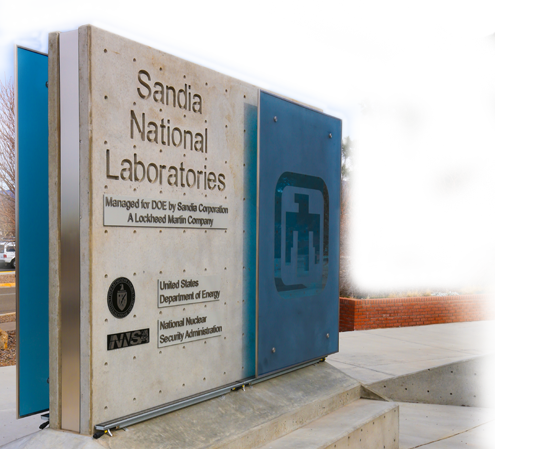 Sandia
National
Laboratories
Managed for DOE by Sandia Corporation
A Lockheed Martin Company
United States
Department of Energy
National Nuclear
Security Administration
NNSA